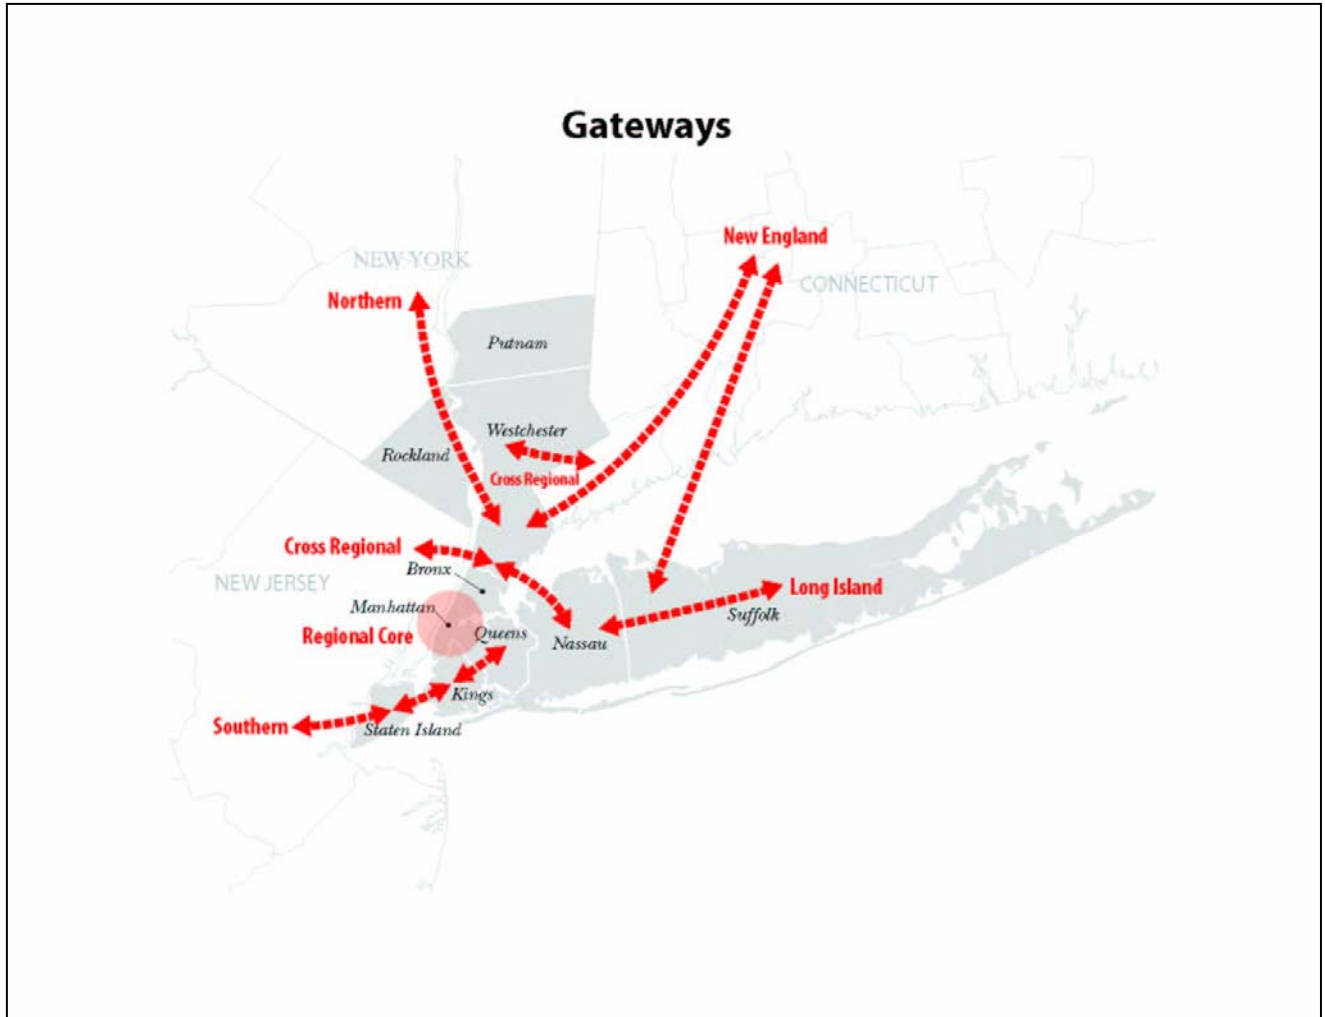 Gateways
New England
NEW YORK
CONNECTICUT
Northern
Putnam
Westchester
Rockland
Cross Regional
Cross Regional
Bronx
NEW JERSEY
Long Island
Manhattan
Suffolk
Regional Core
Queens
Nassau
Kings
Southern
Staten Island